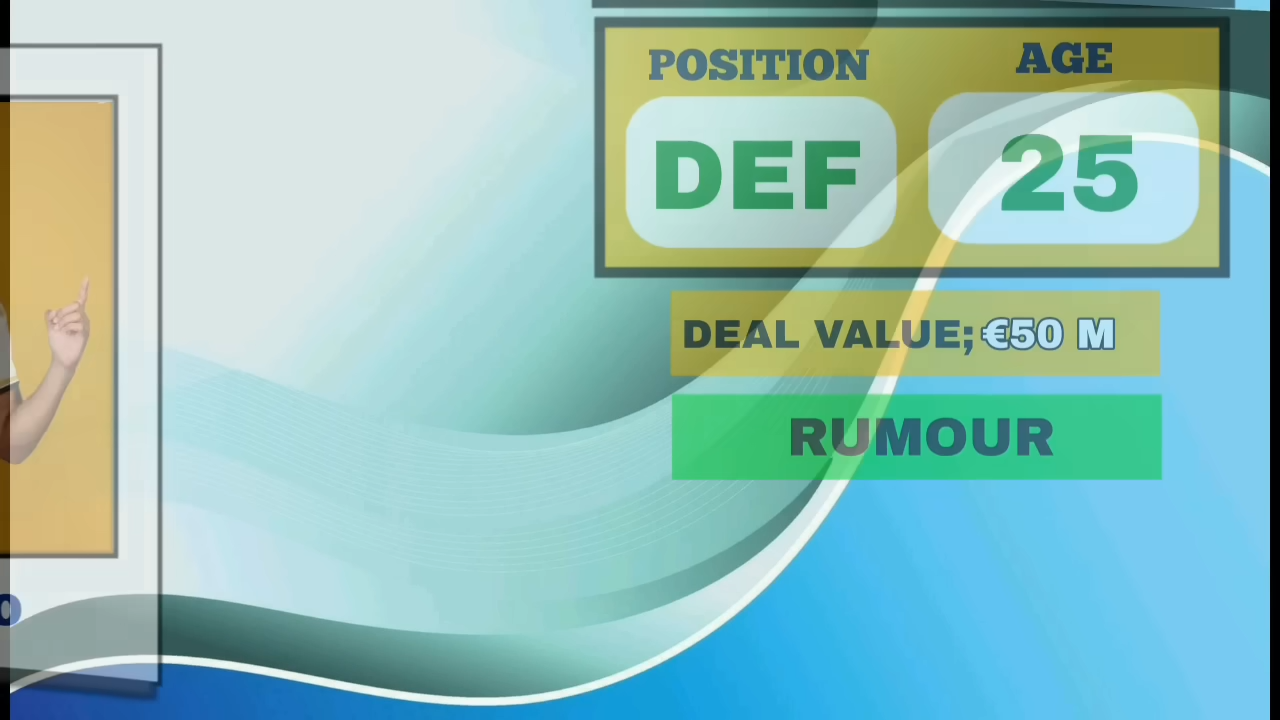 POSITION
AGE
DEF
25
DEAL VALUE; €50 M
RUMOUR